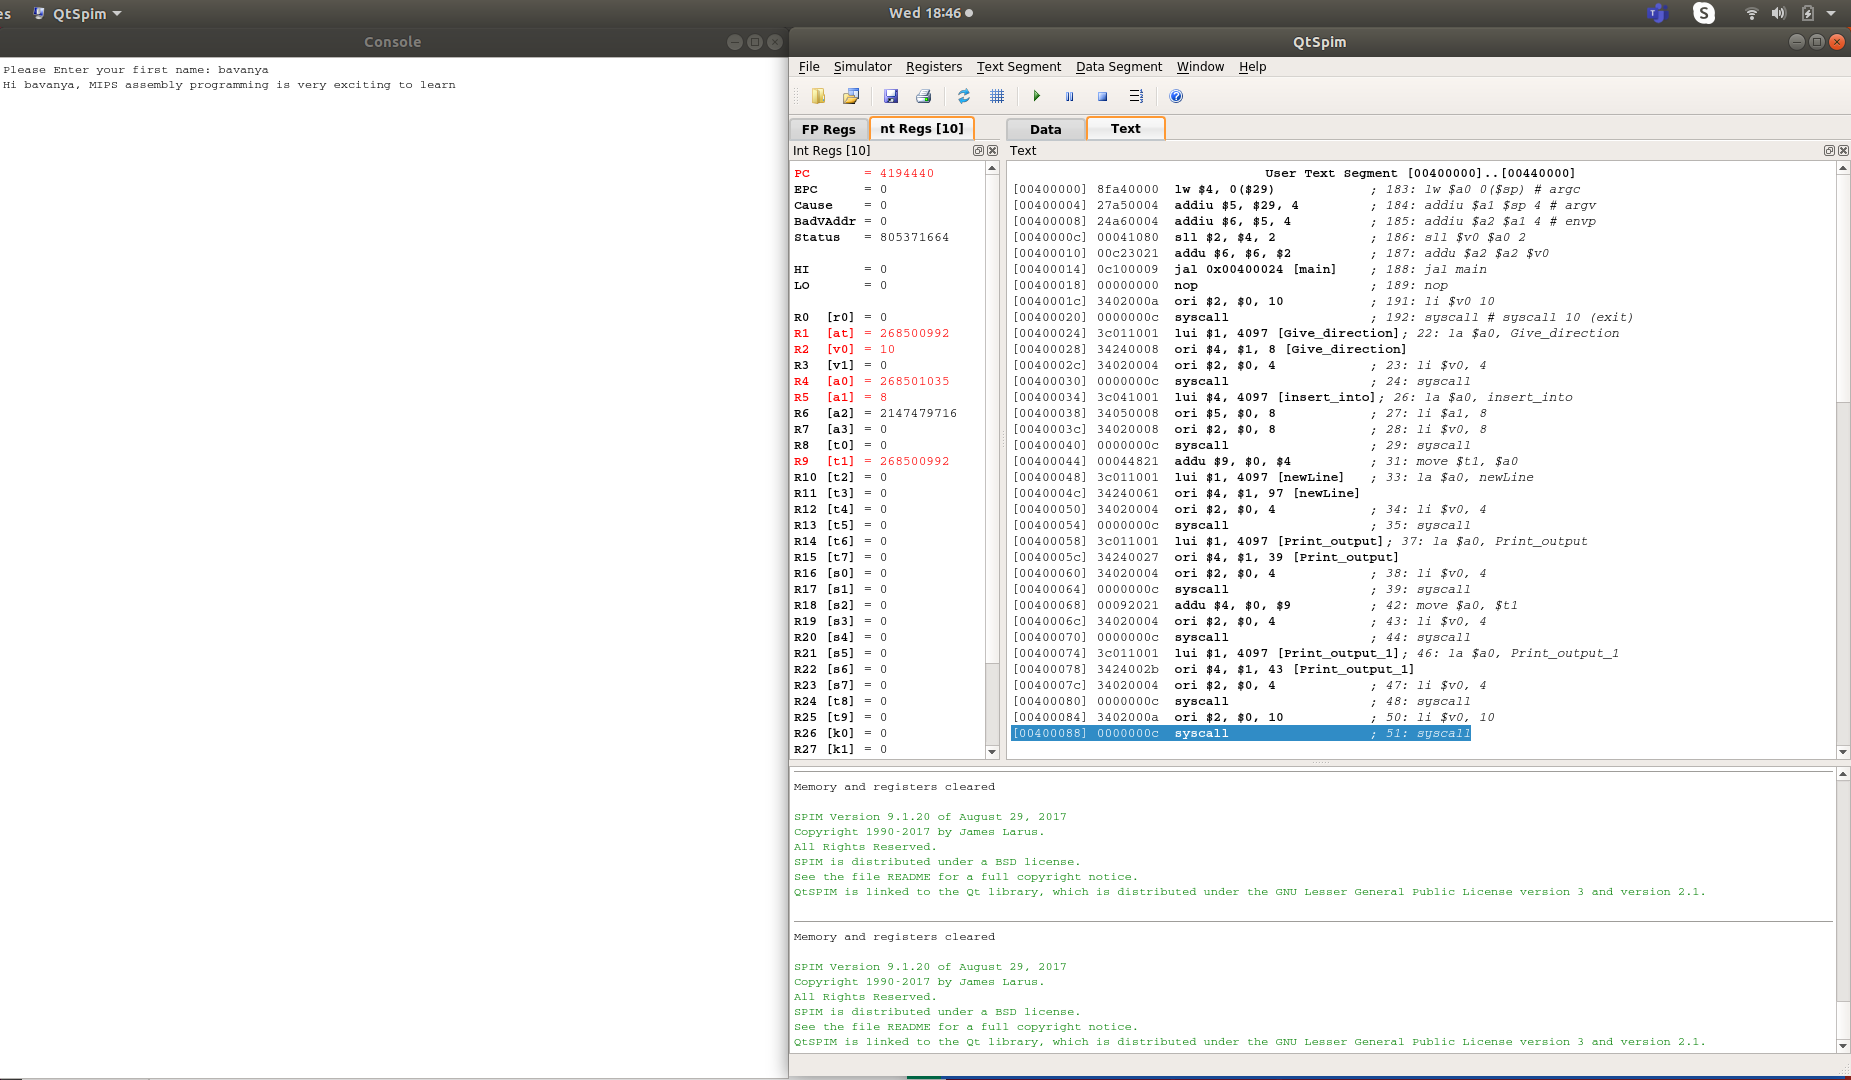 es QtSpim Wed 18:46
Console
Please Enter your first name: bavanya
Hi bavanya, MIPS assembly programming is very exciting to learn
QtSpim
File Simulator Registers Text Segment Data Segment Window Help
FP Regs nt Regs [10]
Int Regs [10]
PC = 4194440
EPC = 0
Cause = 0
BadVAddr = 0
Status = 805371664
HI = 0
LO = 0
R0 [r0] = 0
R1 [at] = 268500992
R2 [v0] = 10
R3 [v1] = 0
R4 [a0] = 268501035
R5 [a1] = 8
R6 [a2] = 2147479716
R7 [a3] = 0
R8 [t0] = 0
R9 [t1] = 268500992
R10 [t2] = 0
R11 [t3] = 0
R12 [t4] = 0
R13 [t5] = 0
R14 [t6] = 0
R15 [t7] = 0
R16 [s0] = 0
R17 [s1] = 0
R18 [s2] = 0
R19 [s3] = 0
R20 [s4] = 0
R21 [s5] = 0
R22 [s6] = 0
R23 [s7] = 0
R24 [t8] = 0
R25 [t9] = 0
R26 [k0] = 0
R27 [k1] = 0
Data Text
Text
User Text Segment [00400000]..[00440000]
[00400000] 8fa40000 lw $4, 0($29) ; 183: lw $a0 0($sp) # argc
[00400004] 27a50004 addiu $5, $29, 4 ; 184: addiu $a1 $sp 4 # argv
[00400008] 24a60004 addiu $6, $5, 4 ; 185: addiu $a2 $a1 4 # envp
[0040000c] 00041080 sll $2, $4, 2 ; 186: sll $v0 $a0 2
[00400010] 00c23021 addu $6, $6, $2 ; 187: addu $a2 $a2 $v0
[00400014] 0c100009 jal 0x00400024 [main] ; 188: jal main
[00400018] 00000000 nop ; 189: nop
[0040001c] 3402000a ori $2, $0, 10 ; 191: li $v0 10
[00400020] 0000000c syscall ; 192: syscall # syscall 10 (exit)
[00400024] 3c011001 lui $1, 4097 [Give_direction]; 22: la $a0, Give_direction
[00400028] 34240008 ori $4, $1, 8 [Give_direction]
[0040002c] 34020004 ori $2, $0, 4 ; 23: li $v0, 4
[00400030] 0000000c syscall ; 24: syscall
[00400034] 3c041001 lui $4, 4097 [insert_into]; 26: la $a0, insert_into
[00400038] 34050008 ori $5, $0, 8 ; 27: li $a1, 8
[0040003c] 34020008 ori $2, $0, 8 ; 28: li $v0, 8
[00400040] 0000000c syscall ; 29: syscall
[00400044] 00044821 addu $9, $0, $4 ; 31: move $t1, $a0
[00400048] 3c011001 lui $1, 4097 [newLine] ; 33: la $a0, newLine
[0040004c] 34240061 ori $4, $1, 97 [newLine]
[00400050] 34020004 ori $2, $0, 4 ; 34: li $v0, 4
[00400054] 0000000c syscall ; 35: syscall
[00400058] 3c011001 lui $1, 4097 [Print_output]; 37: la $a0, Print_output
[0040005c] 34240027 ori $4, $1, 39 [Print_output]
[00400060] 34020004 ori $2, $0, 4 ; 38: li $v0, 4
[00400064] 0000000c syscall ; 39: syscall
[00400068] 00092021 addu $4, $0, $9 ; 42: move $a0, $t1
[0040006c] 34020004 ori $2, $0, 4 ; 43: li $v0, 4
[00400070] 0000000c syscall ; 44: syscall
[00400074] 3c011001 lui $1, 4097 [Print_output_1]; 46: la $a0, Print_output_1
[00400078] 3424002b ori $4, $1, 43 [Print_output_1]
[0040007c] 34020004 ori $2, $0, 4 ; 47: li $v0, 4
[00400080] 0000000c syscall ; 48: syscall
[00400084] 3402000a ori $2, $0, 10 ; 50: li $v0, 10
[00400088] 0000000c syscall ; 51: syscall
Memory and registers cleared
SPIM Version 9.1.20 of August 29, 2017
Copyright 1990-2017 by James Larus.
All Rights Reserved.
SPIM is distributed under a BSD license.
See the file README for a full copyright notice.
QtSPIM is linked to the Qt library, which is distributed under the GNU Lesser General Public License version 3 and version 2.1.
Memory and registers cleared
SPIM Version 9.1.20 of August 29, 2017
Copyright 1990-2017 by James Larus.
All Rights Reserved.
SPIM is distributed under a BSD license.
See the file README for a full copyright notice.
QtSPIM is linked to the Qt library, which is distributed under the GNU Lesser General Public License version 3 and version 2.1.